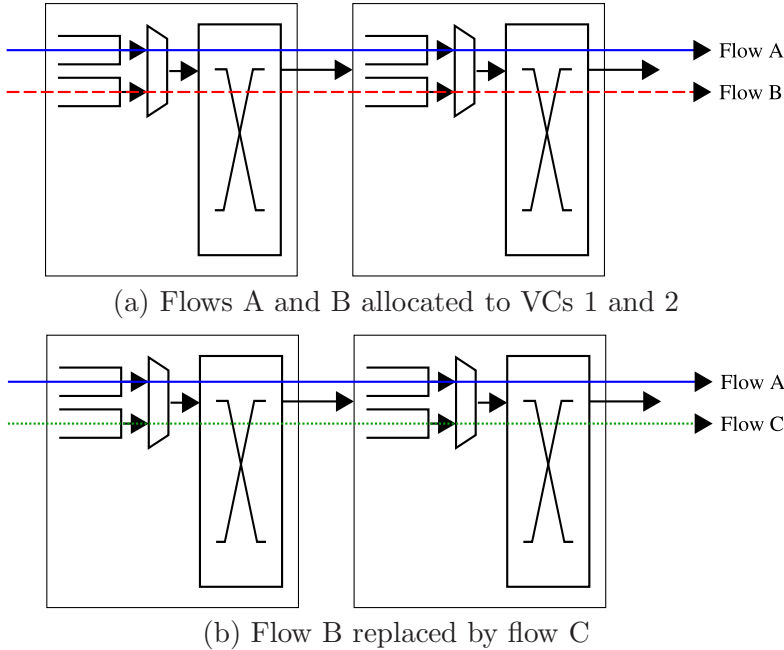 Flow A
Flow B
(a) Flows A and B allocated to VCs 1 and 2
Flow A
Flow C
(b) Flow B replaced by flow C